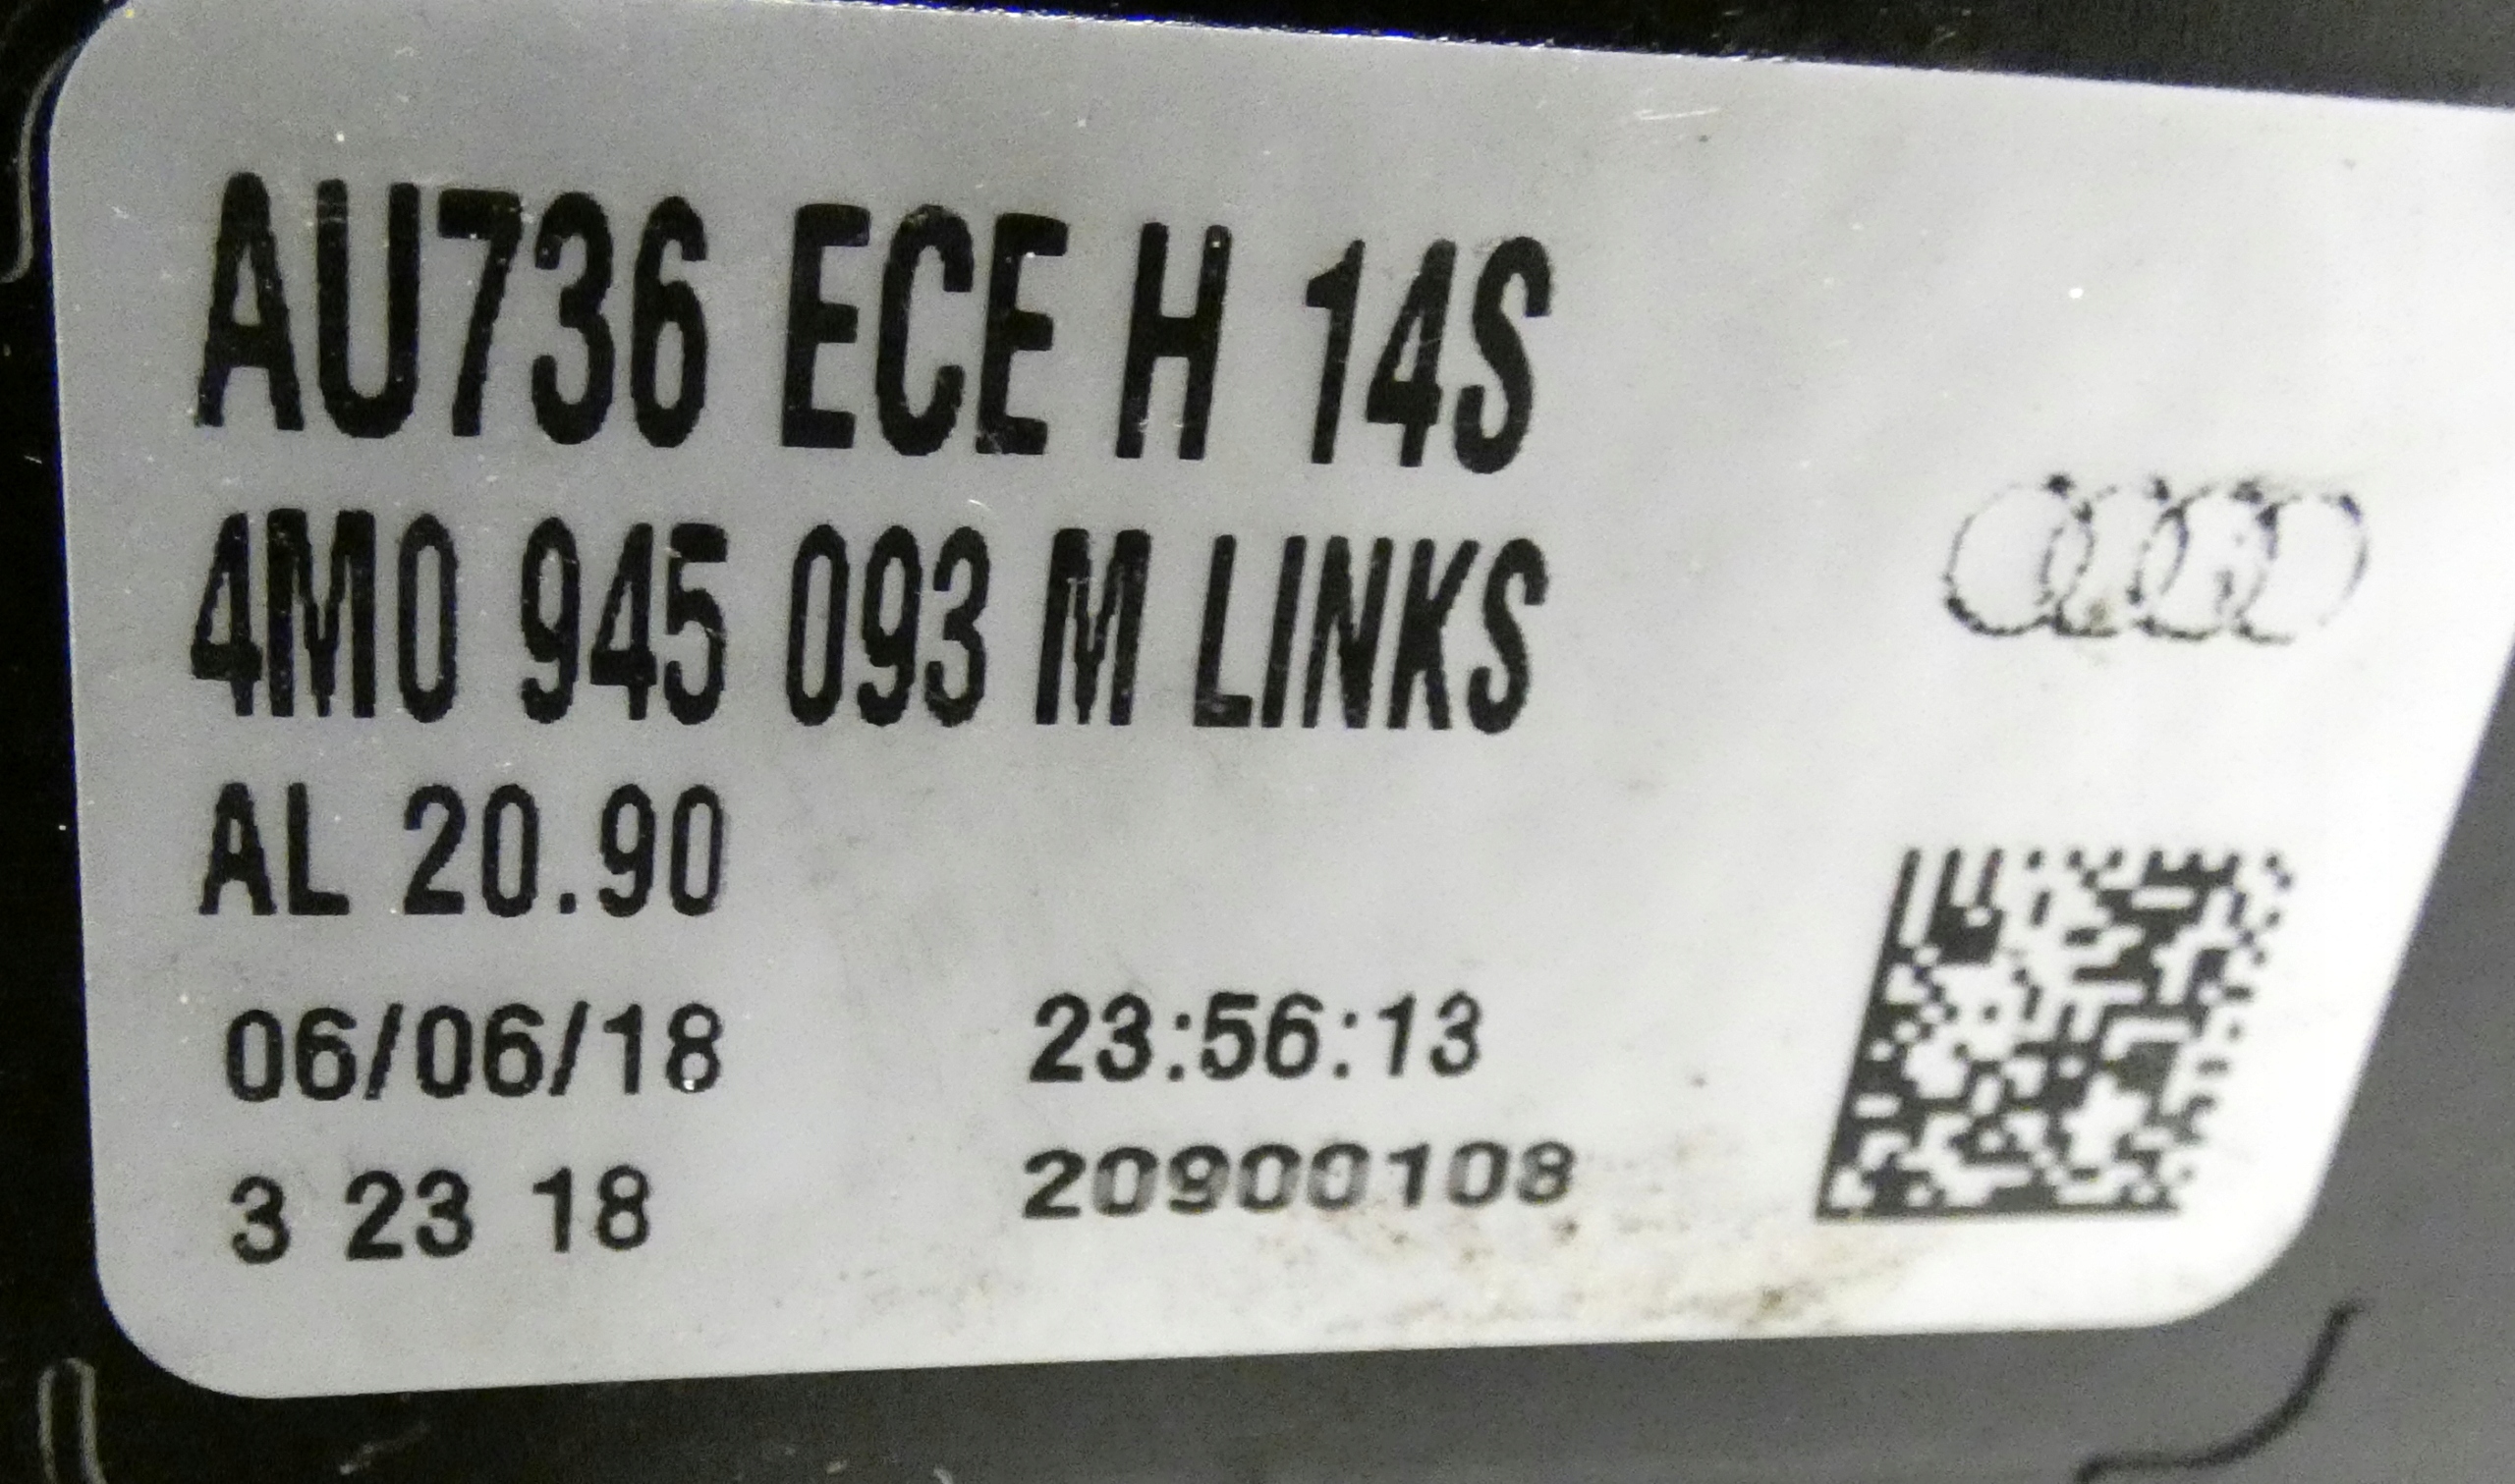 AU736 ECE H 14S
4M0 945 093 M LINKS
AL 20.90
06/06/18 23:56:13
3 23 18 20900108